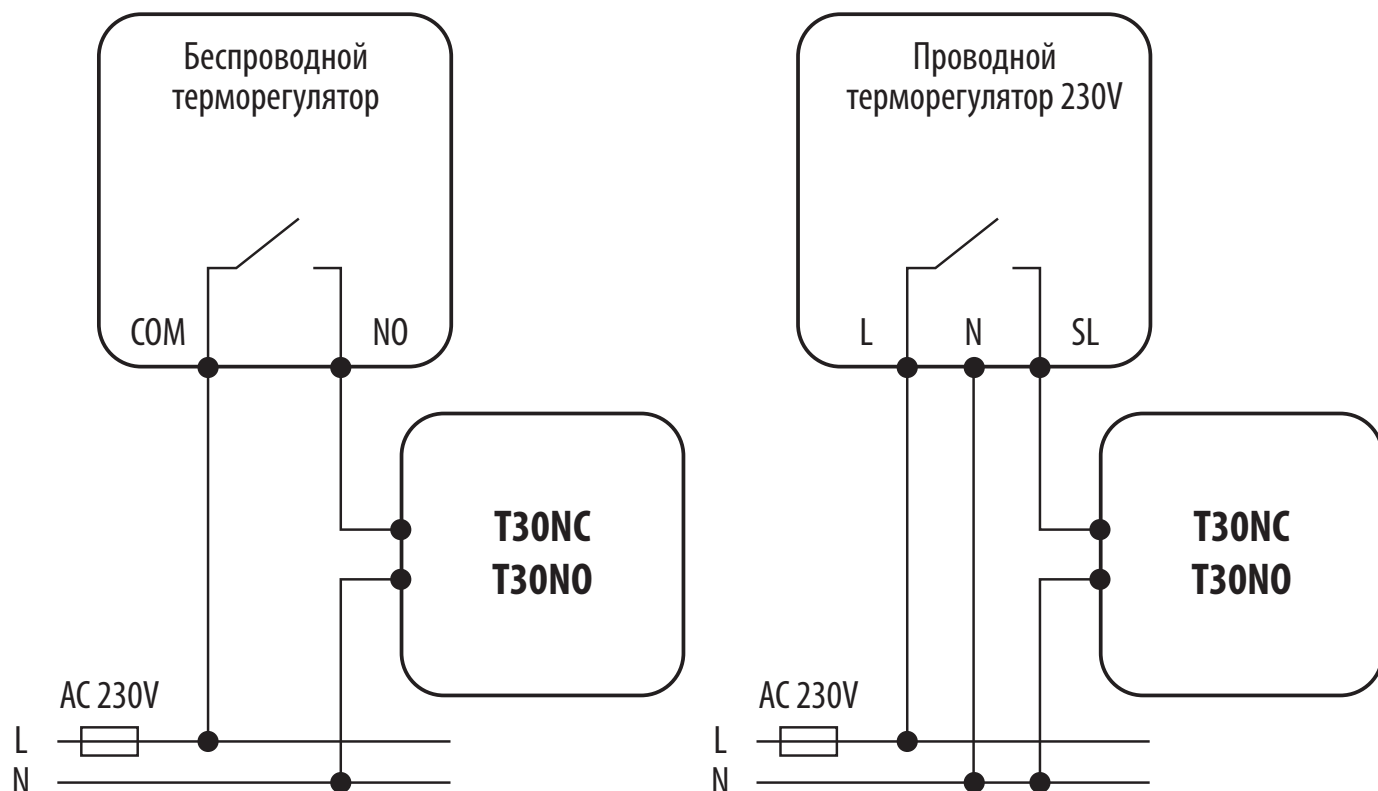 Беспроводной
терморегулятор
COM
NO
T30NC
T30NO
AC 230V
L
N
Проводной
терморегулятор 230V
L
N
SL
T30NC
T30NO
AC 230V
L
N